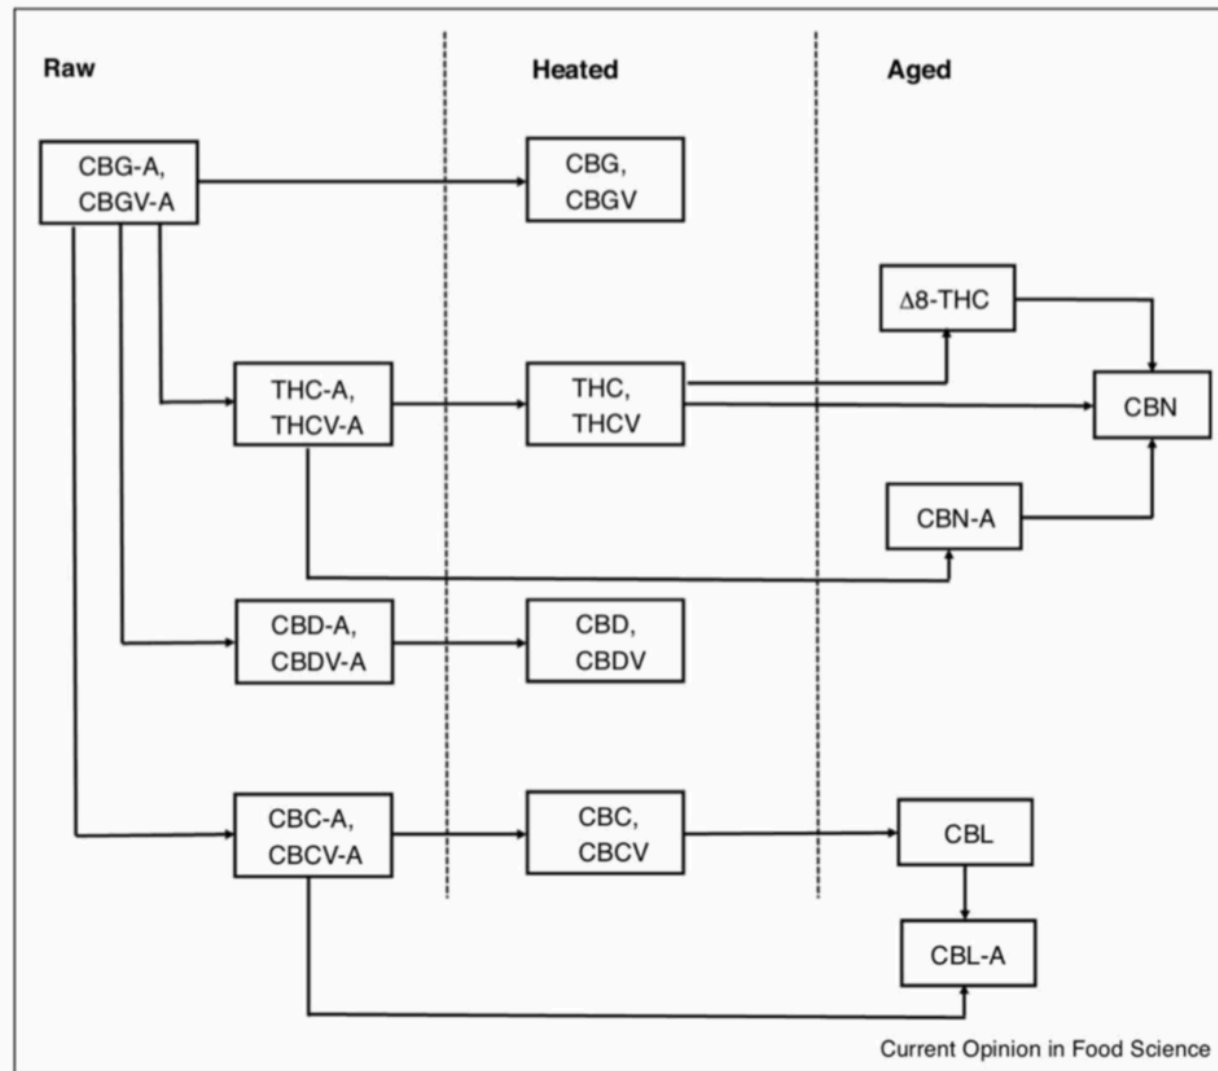 Raw
Heated
Aged
CBG-A,
CBGV-A
CBG,
CBGV
Δ8-THC
THC-A,
THCV-A
THC,
THCV
CBN
CBN-A
CBD-A,
CBDV-A
CBD,
CBDV
CBC-A,
CBCV-A
CBC,
CBCV
CBL
CBL-A
Current Opinion in Food Science